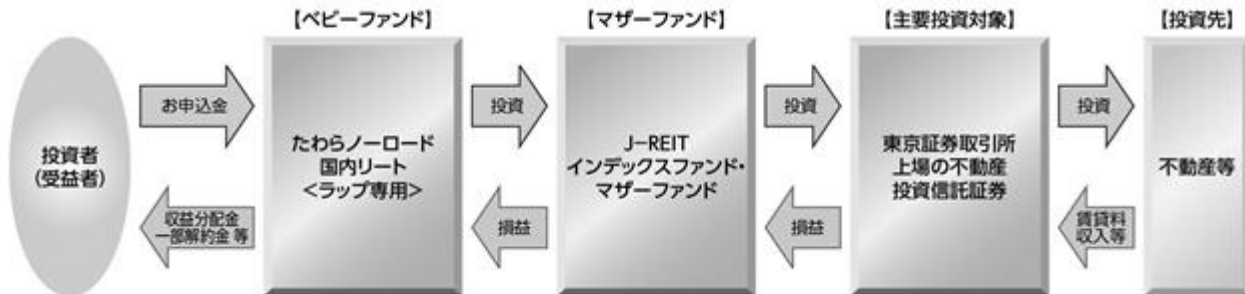 【ベビーファンド】
【マザーファンド】
【主要投資対象】
【投資先】
投資者
(受益者)
お申込金
収益分配金
一部解約金 等
たわらノーロード
国内リート
<ラップ専用>
投資
損益
J-REIT
インデックスファンド・
マザーファンド
投資
損益
東京証券取引所
上場の不動産
投資信託証券
投資
賃貸料
収入等
不動産等